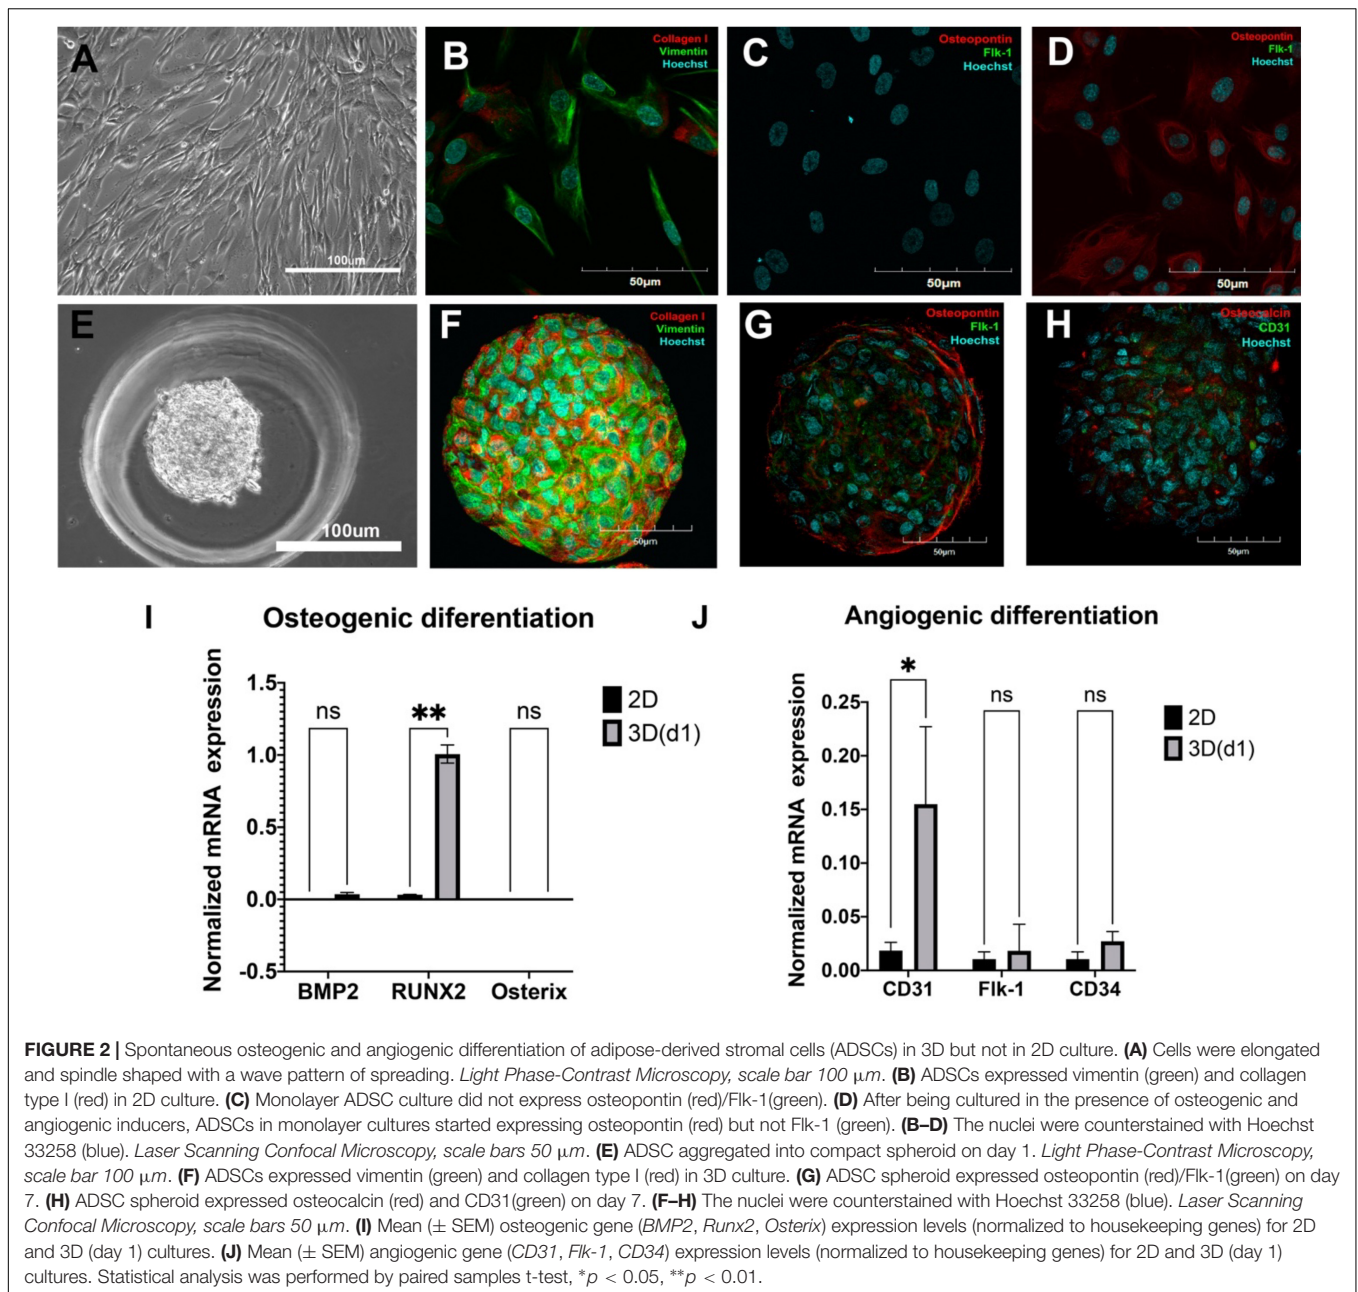 A
100um
B
Collagen I
Vimentin
Hoechst
50µm
C
Osteopontin
Flk-1
Hoechst
50µm
D
Osteopontin
Flk-1
Hoechst
50µm
E
100um
F
Collagen I
Vimentin
Hoechst
50µm
G
Osteopontin
Flk-1
Hoechst
50µm
H
Osteocalcin
CD31
Hoechst
50µm
I
Osteogenic diferentiation
Normalized mRNA expression
1.5
1.0
0.5
0.0
-0.5
ns
**
ns
2D
3D(d1)
BMP2 RUNX2 Osterix
J
Angiogenic differentiation
Normalized mRNA expression
0.25
0.20
0.15
0.10
0.05
0.00
*
ns
ns
2D
3D(d1)
CD31 Flk-1 CD34
FIGURE 2 | Spontaneous osteogenic and angiogenic differentiation of adipose-derived stromal cells (ADSCs) in 3D but not in 2D culture. (A) Cells were elongated
and spindle shaped with a wave pattern of spreading. Light Phase-Contrast Microscopy, scale bar 100 μm. (B) ADSCs expressed vimentin (green) and collagen
type I (red) in 2D culture. (C) Monolayer ADSC culture did not express osteopontin (red)/Flk-1(green). (D) After being cultured in the presence of osteogenic and
angiogenic inducers, ADSCs in monolayer cultures started expressing osteopontin (red) but not Flk-1 (green). (B–D) The nuclei were counterstained with Hoechst
33258 (blue). Laser Scanning Confocal Microscopy, scale bars 50 μm. (E) ADSC aggregated into compact spheroid on day 1. Light Phase-Contrast Microscopy,
scale bar 100 μm. (F) ADSCs expressed vimentin (green) and collagen type I (red) in 3D culture. (G) ADSC spheroid expressed osteopontin (red)/Flk-1(green) on day
7. (H) ADSC spheroid expressed osteocalcin (red) and CD31(green) on day 7. (F–H) The nuclei were counterstained with Hoechst 33258 (blue). Laser Scanning
Confocal Microscopy, scale bars 50 μm. (I) Mean (± SEM) osteogenic gene (BMP2, Runx2, Osterix) expression levels (normalized to housekeeping genes) for 2D
and 3D (day 1) cultures. (J) Mean (± SEM) angiogenic gene (CD31, Flk-1, CD34) expression levels (normalized to housekeeping genes) for 2D and 3D (day 1)
cultures. Statistical analysis was performed by paired samples t-test, *p < 0.05, **p < 0.01.